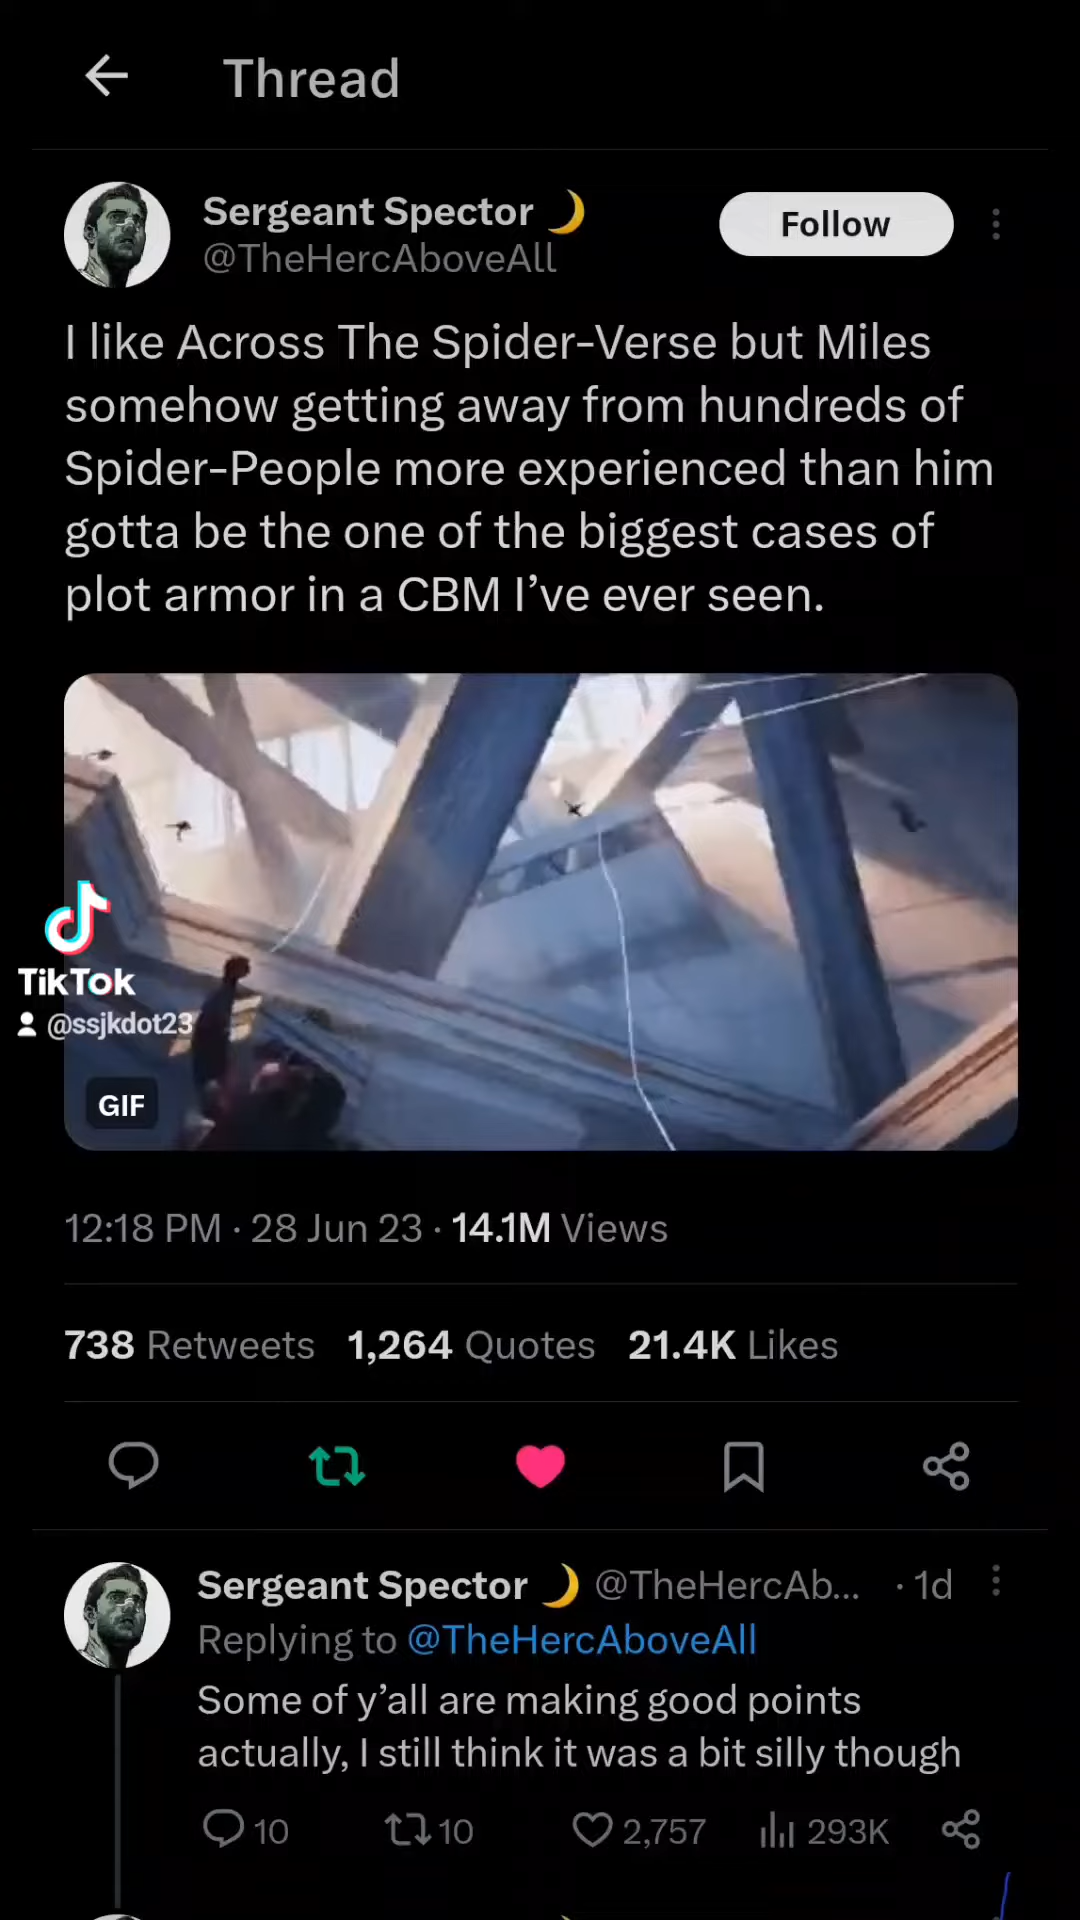 Thread
Sergeant Spector 🌙
@TheHercAboveAll
Follow
I like Across The Spider-Verse but Miles
somehow getting away from hundreds of
Spider-People more experienced than him
gotta be the one of the biggest cases of
plot armor in a CBM I’ve ever seen.
TikTok
@ssjkdot23
GIF
12:18 PM · 28 Jun 23 · 14.1M Views
738 Retweets 1,264 Quotes 21.4K Likes
Sergeant Spector 🌙 @TheHercAb... · 1d
Replying to @TheHercAboveAll
Some of y’all are making good points
actually, I still think it was a bit silly though
10 10 2,757 293K